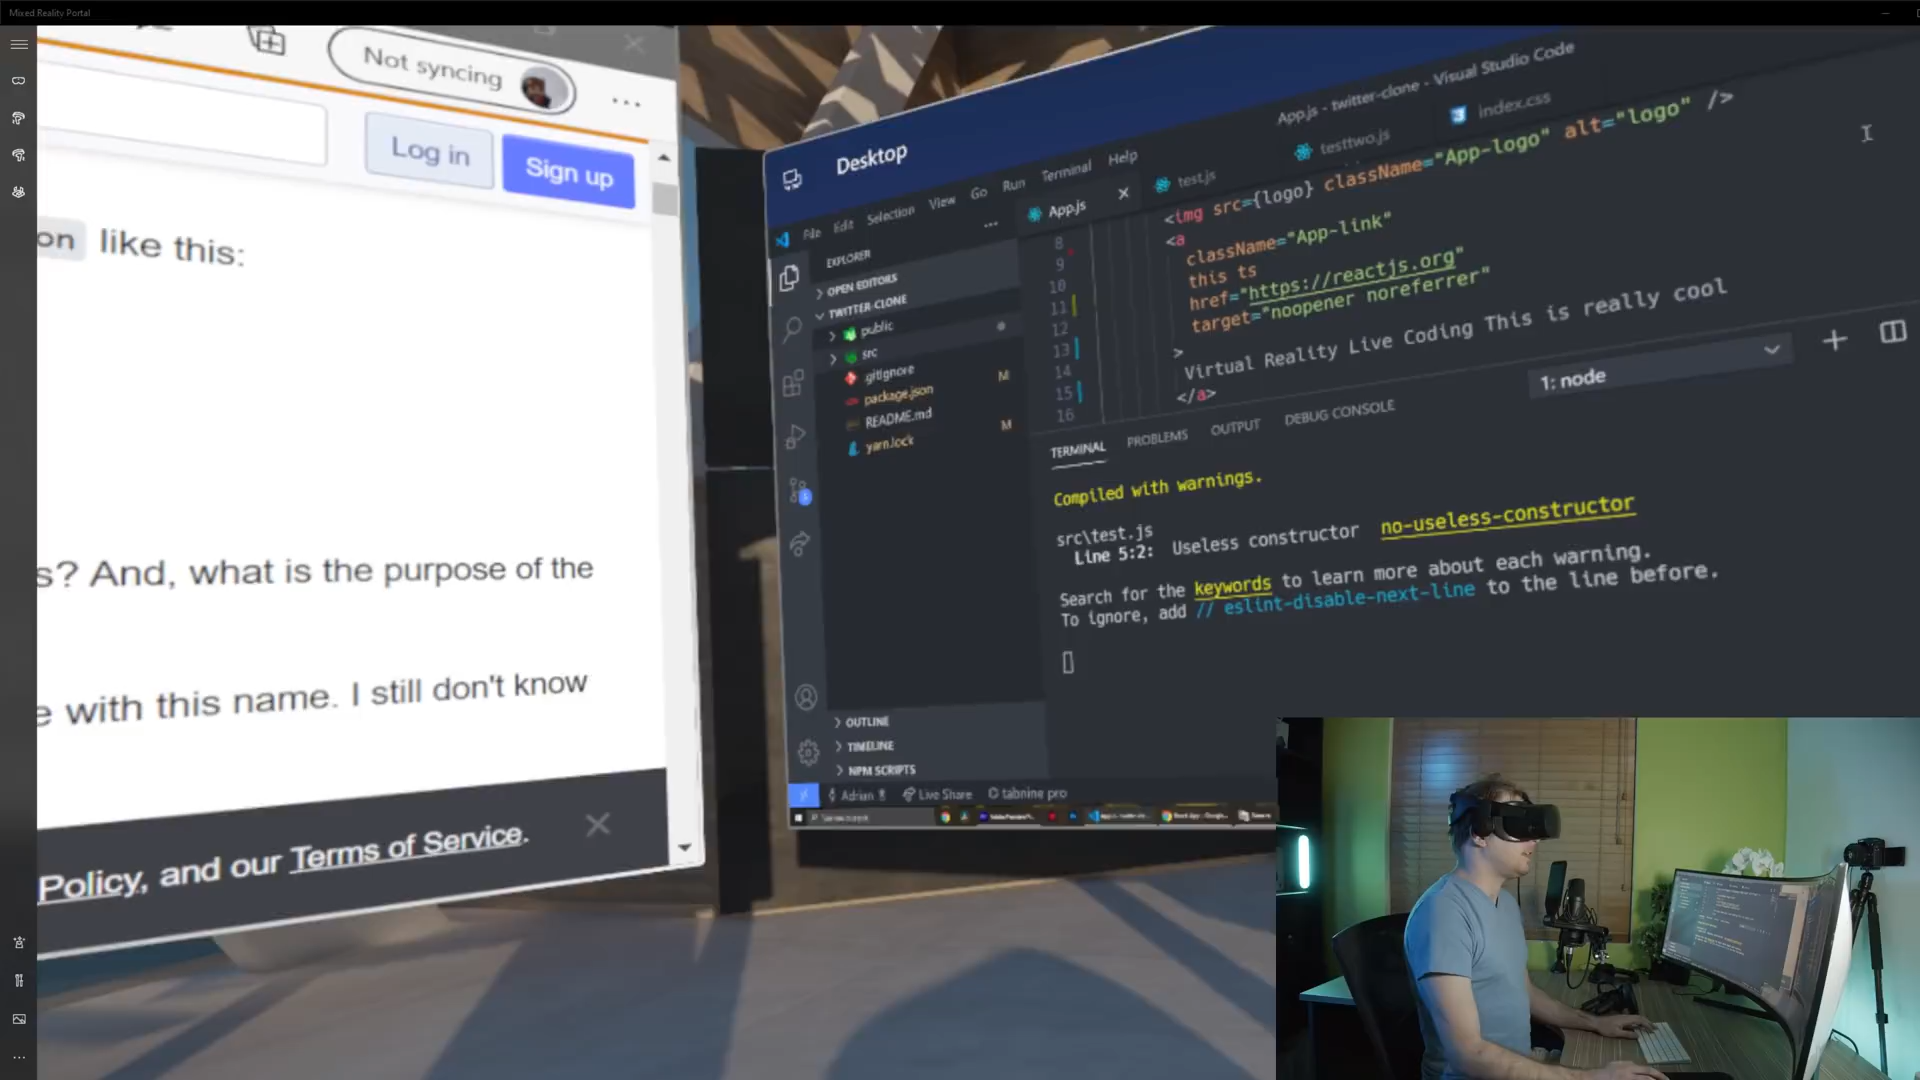 Mixed Reality Portal
Not syncing
Log in
Sign up
on like this:
s? And, what is the purpose of the
e with this name. I still don't know
Policy, and our Terms of Service.
Desktop
App.js - twitter-clone - Visual Studio Code
File Edit Selection View Go Run Terminal Help
App.js
test.js
testtwo.js
index.css
EXPLORER
OPEN EDITORS
TWITTER-CLONE
public
src
.gitignore
package.json M
README.md
yarn.lock M
OUTLINE
TIMELINE
NPM SCRIPTS
8 <img src={logo} className="App-logo" alt="logo" />
9 <a
10 className="App-link"
11 this ts
12 href="https://reactjs.org"
13 target="noopener noreferrer"
14 >
15 Virtual Reality Live Coding This is really cool
16 </a>
TERMINAL PROBLEMS OUTPUT DEBUG CONSOLE
1: node
Compiled with warnings.
src\test.js
Line 5:2: Useless constructor no-useless-constructor
Search for the keywords to learn more about each warning.
To ignore, add // eslint-disable-next-line to the line before.
Adrian Live Share tabnine pro